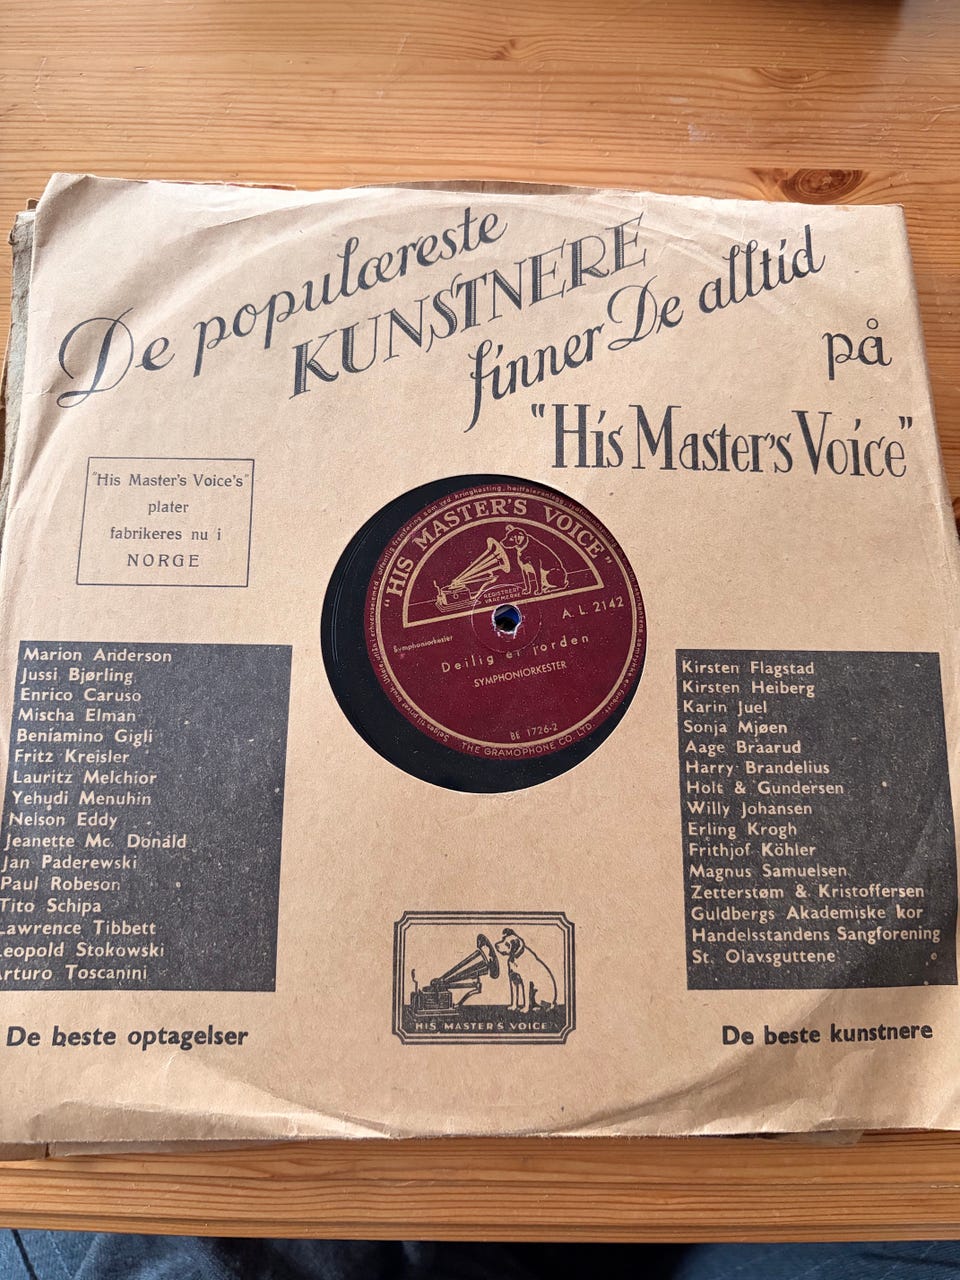 De populæreste
KUNSTNERE
finner De alltid
på
"His Master's Voice"
"His Master's Voice's"
plater
fabrikeres nu i
NORGE
"HIS MASTER'S VOICE"
REGISTRERT
VAREMERKE
A. L. 2142
Symphoniorkester
Deilig er jorden
SYMPHONIORKESTER
BE 1726-2
THE GRAMOPHONE CO. LTD.
Marion Anderson
Jussi Bjørling
Enrico Caruso
Mischa Elman
Beniamino Gigli
Fritz Kreisler
Lauritz Melchior
Yehudi Menuhin
Nelson Eddy
Jeanette Mc. Donald
Jan Paderewski
Paul Robeson
Tito Schipa
Lawrence Tibbett
Leopold Stokowski
Arturo Toscanini
De beste optagelser
Kirsten Flagstad
Kirsten Heiberg
Karin Juel
Sonja Mjøen
Aage Braarud
Harry Brandelius
Holt & Gundersen
Willy Johansen
Erling Krogh
Frithjof Köhler
Magnus Samuelsen
Zetterstøm & Kristoffersen
Guldbergs Akademiske kor
Handelsstandens Sangforening
St. Olavsguttene
De beste kunstnere
HIS MASTER'S VOICE